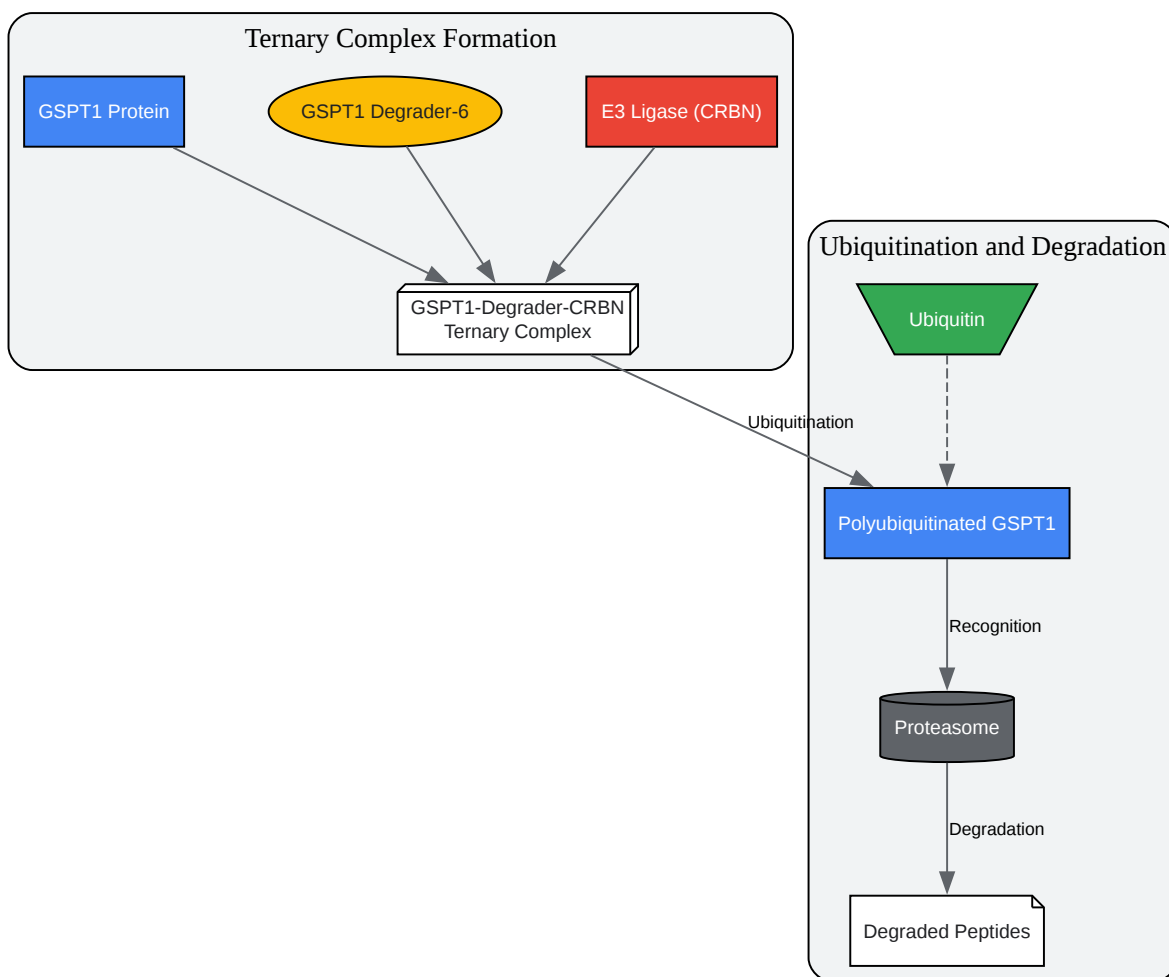 Ternary Complex Formation
GSPT1 Protein
GSPT1 Degrader-6
E3 Ligase (CRBN)
GSPT1-Degrader-CRBN
Ternary Complex
Ubiquitination and Degradation
Ubiquitin
Ubiquitination
Polyubiquitinated GSPT1
Recognition
Proteasome
Degradation
Degraded Peptides